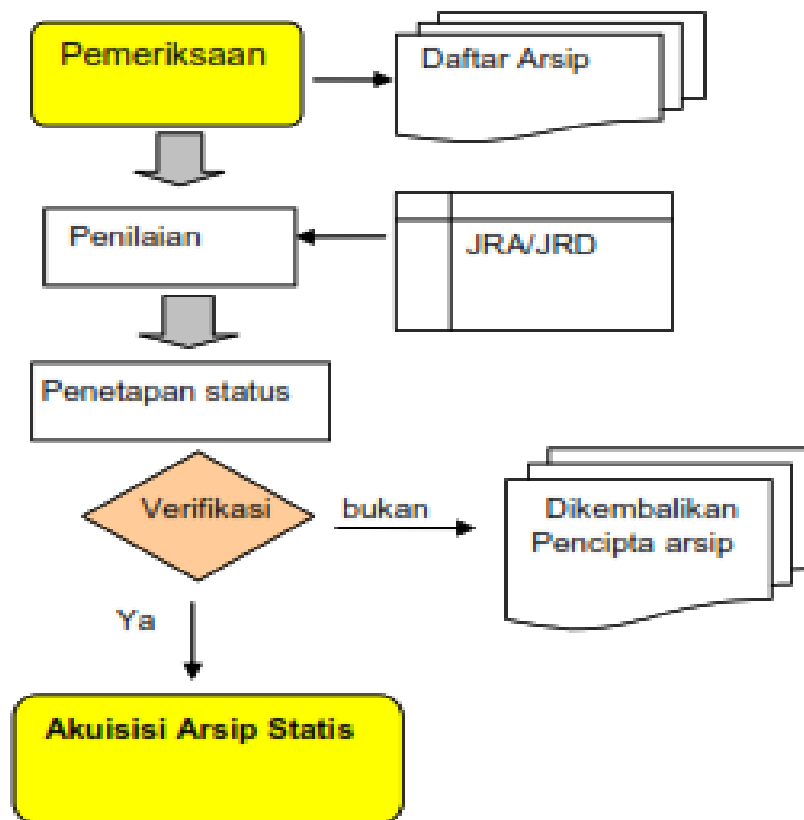 Pemeriksaan
Daftar Arsip
Penilaian
JRA/JRD
Penetapan status
Verifikasi
bukan
Dikembalikan
Pencipta arsip
Ya
Akuisisi Arsip Statis